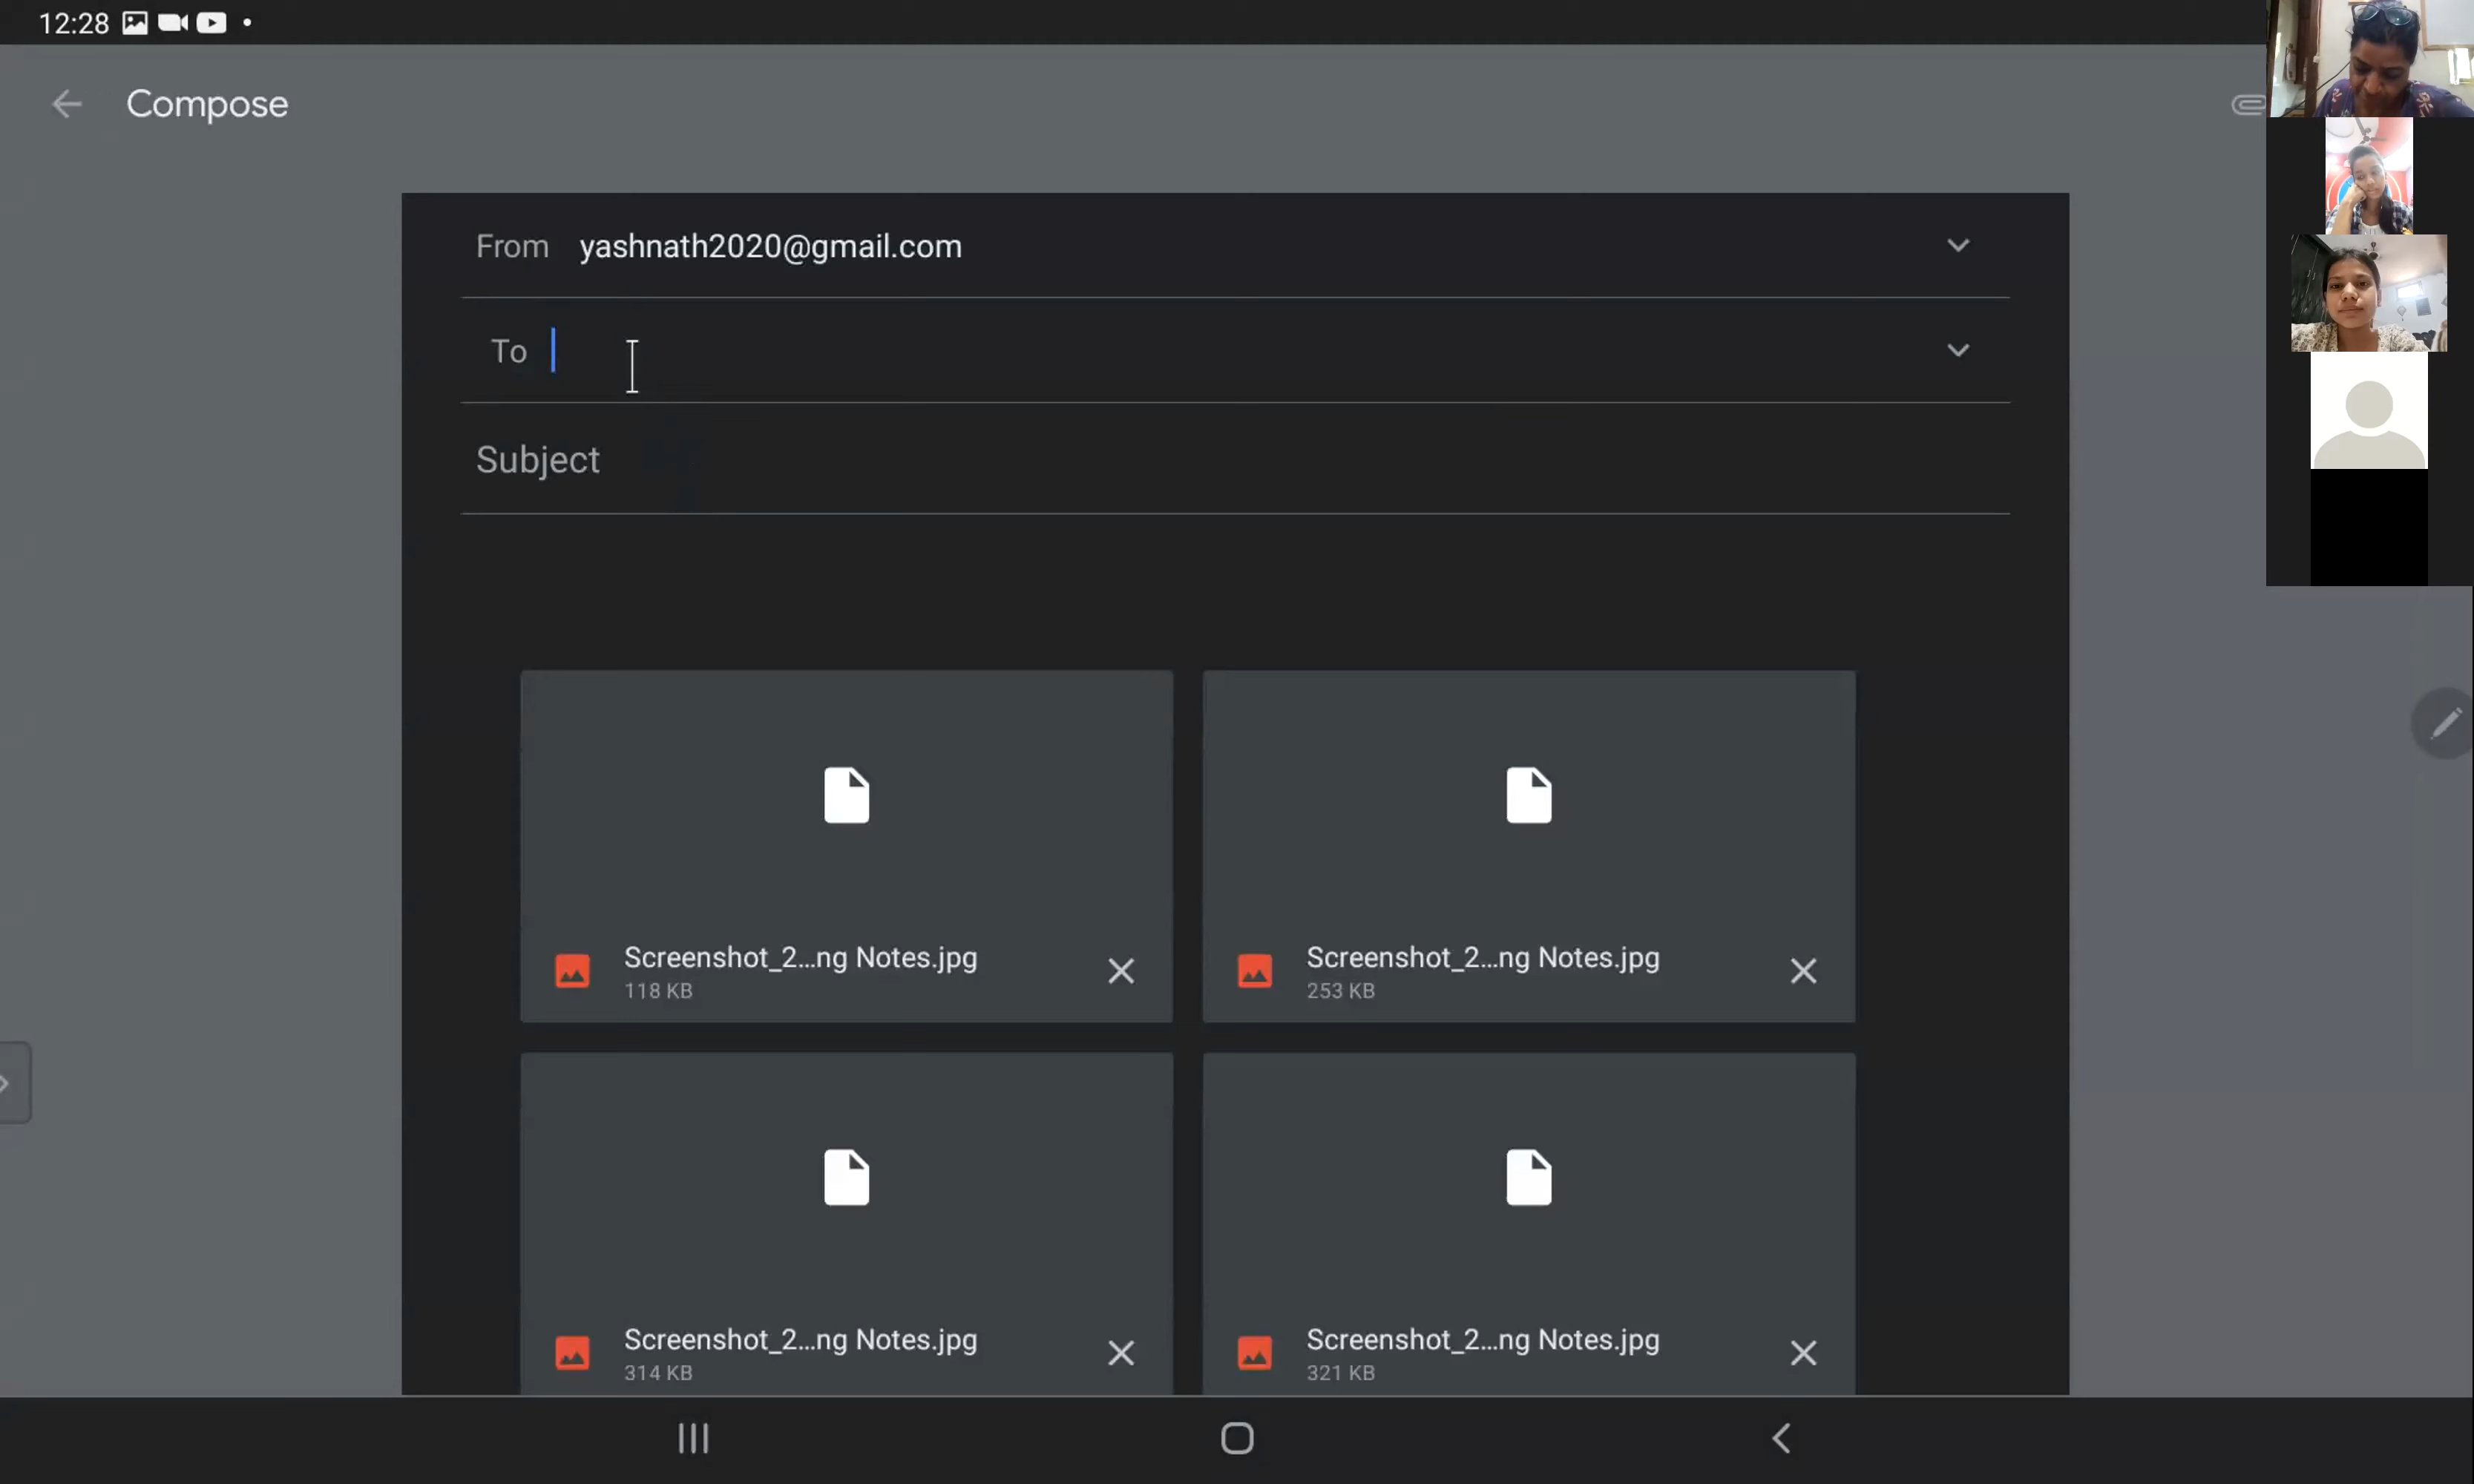 12:28
Compose
From yashnath2020@gmail.com
To
Subject
Screenshot_2...ng Notes.jpg
118 KB
Screenshot_2...ng Notes.jpg
253 KB
Screenshot_2...ng Notes.jpg
314 KB
Screenshot_2...ng Notes.jpg
321 KB